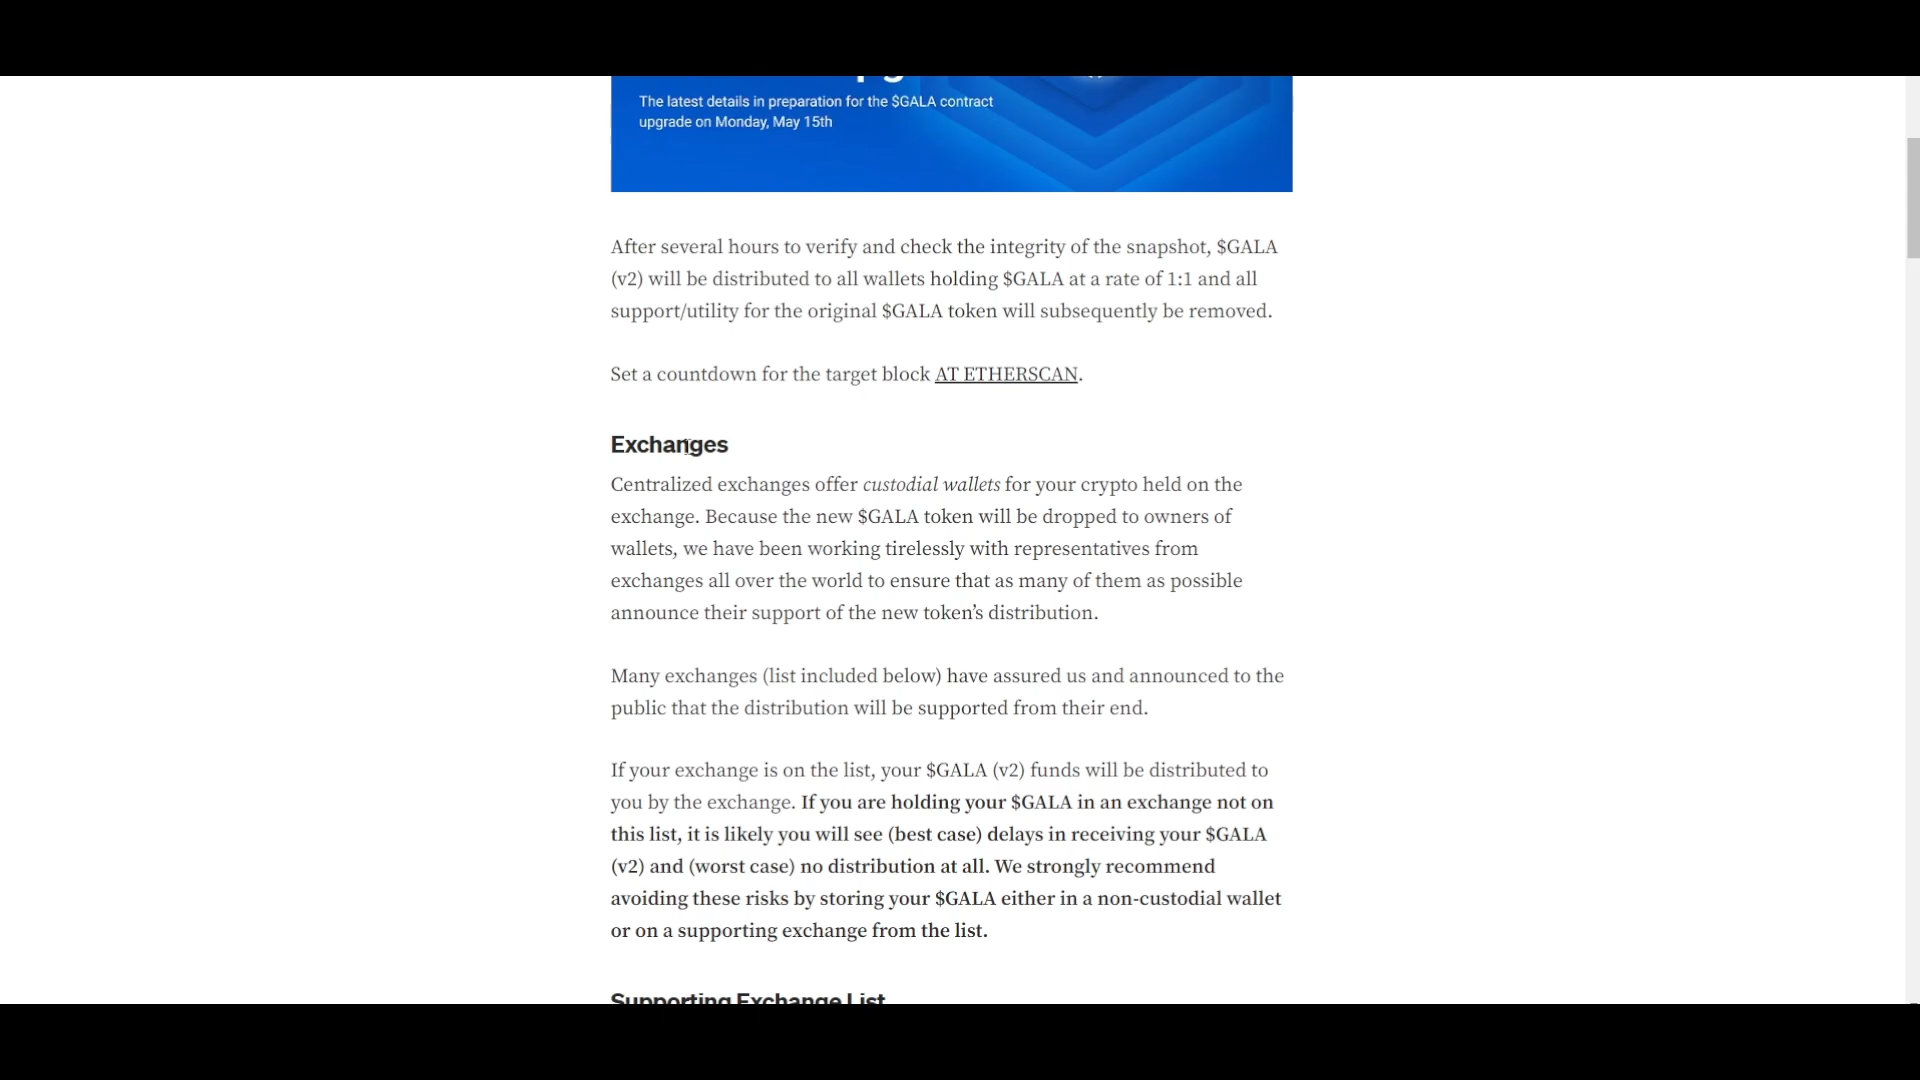 The latest details in preparation for the $GALA contract
upgrade on Monday, May 15th
After several hours to verify and check the integrity of the snapshot, $GALA
(v2) will be distributed to all wallets holding $GALA at a rate of 1:1 and all
support/utility for the original $GALA token will subsequently be removed.
Set a countdown for the target block AT ETHERSCAN.
Exchanges
Centralized exchanges offer custodial wallets for your crypto held on the
exchange. Because the new $GALA token will be dropped to owners of
wallets, we have been working tirelessly with representatives from
exchanges all over the world to ensure that as many of them as possible
announce their support of the new token’s distribution.
Many exchanges (list included below) have assured us and announced to the
public that the distribution will be supported from their end.
If your exchange is on the list, your $GALA (v2) funds will be distributed to
you by the exchange. If you are holding your $GALA in an exchange not on
this list, it is likely you will see (best case) delays in receiving your $GALA
(v2) and (worst case) no distribution at all. We strongly recommend
avoiding these risks by storing your $GALA either in a non-custodial wallet
or on a supporting exchange from the list.
Supporting Exchange List